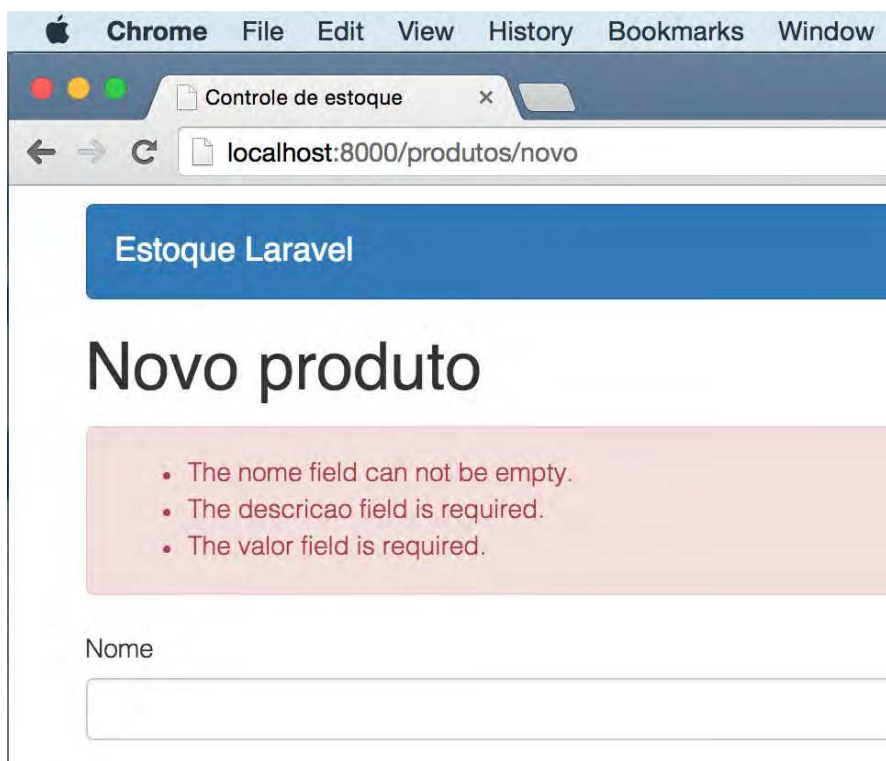 Chrome File Edit View History Bookmarks Window
Controle de estoque
localhost:8000/produtos/novo
Estoque Laravel
Novo produto
• The nome field can not be empty.
• The descricao field is required.
• The valor field is required.
Nome